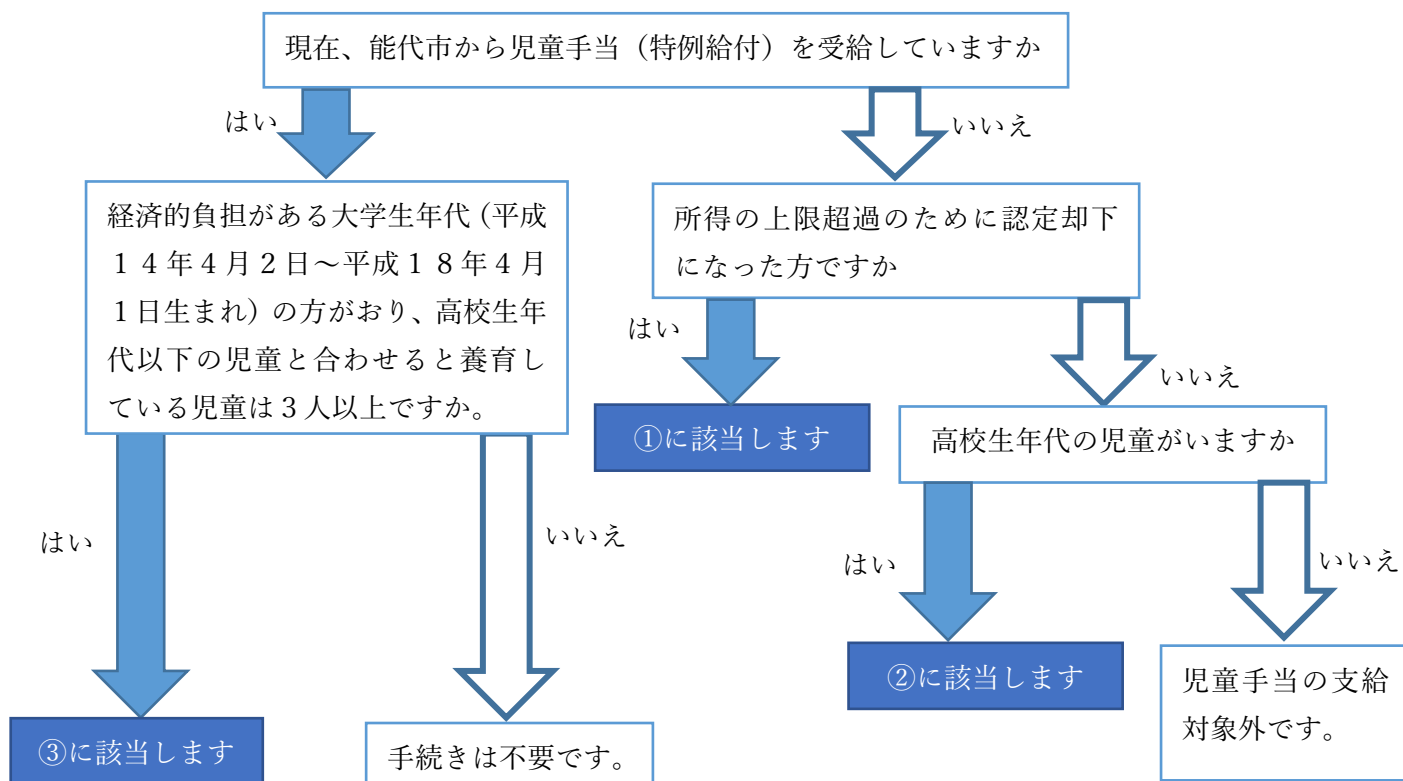 現在、能代市から児童手当（特例給付）を受給していますか
はい
いいえ
経済的負担がある大学生年代（平成
１４年４月２日～平成１８年４月
１日生まれ）の方がおり、高校生年
代以下の児童と合わせると養育し
ている児童は３人以上ですか。
所得の上限超過のために認定却下
になった方ですか
はい
いいえ
①に該当します
高校生年代の児童がいますか
はい
いいえ
はい
いいえ
②に該当します
児童手当の支給
対象外です。
③に該当します
手続きは不要です。